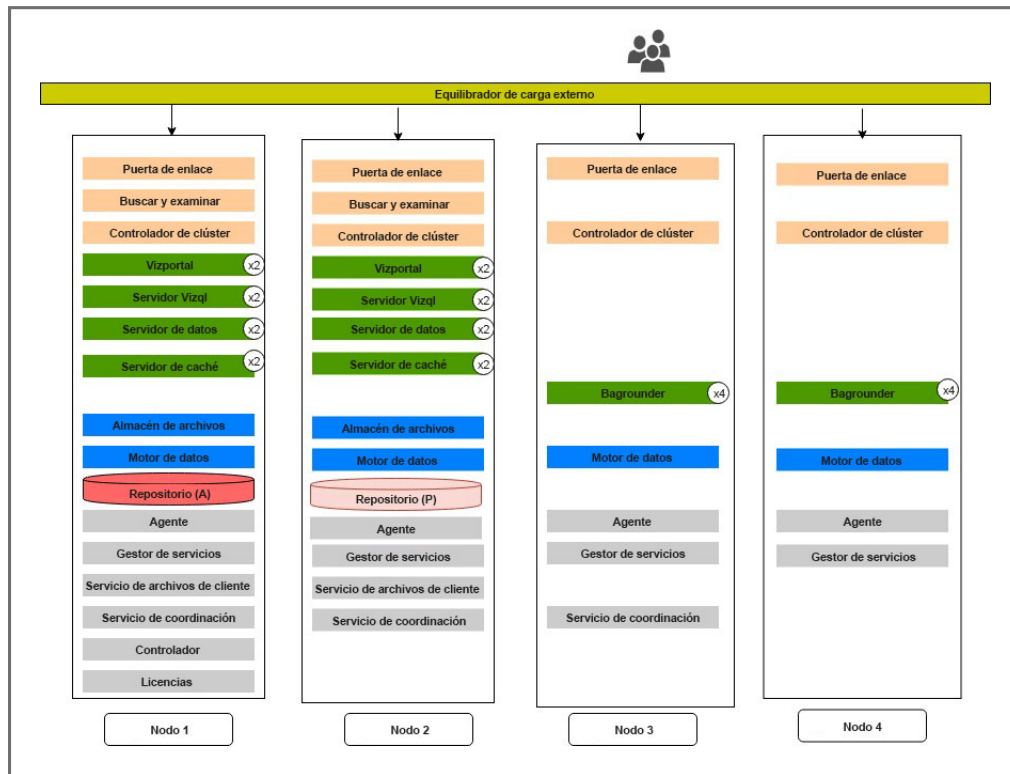 Equilibrador de carga externo
Puerta de enlace
Buscar y examinar
Controlador de clúster
Vizportal
x2
Servidor Vizql
x2
Servidor de datos
x2
Servidor de caché
x2
Almacén de archivos
Motor de datos
Repositorio (A)
Agente
Gestor de servicios
Servicio de archivos de cliente
Servicio de coordinación
Controlador
Licencias
Nodo 1
Puerta de enlace
Buscar y examinar
Controlador de clúster
Vizportal
x2
Servidor Vizql
x2
Servidor de datos
x2
Servidor de caché
x2
Almacén de archivos
Motor de datos
Repositorio (P)
Agente
Gestor de servicios
Servicio de archivos de cliente
Servicio de coordinación
Nodo 2
Puerta de enlace
Controlador de clúster
Bagrounder
x4
Motor de datos
Agente
Gestor de servicios
Servicio de coordinación
Nodo 3
Puerta de enlace
Controlador de clúster
Bagrounder
x4
Motor de datos
Agente
Gestor de servicios
Nodo 4